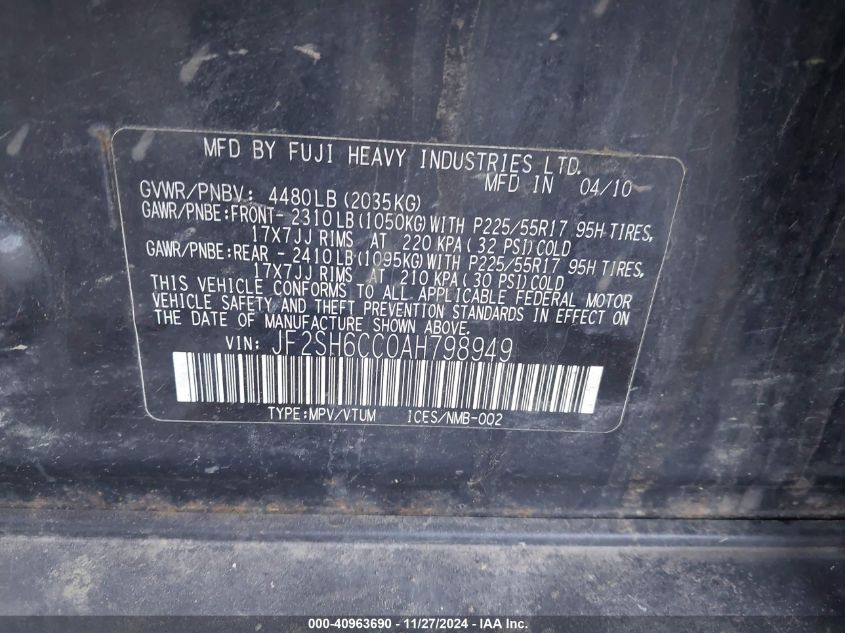 MFD BY FUJI HEAVY INDUSTRIES LTD.
MFD IN 04/10
GVWR/PNBV: 4480LB (2035KG)
GAWR/PNBE:FRONT- 2310LB (1050KG) WITH P225/55R17 95H TIRES,
17X7JJ RIMS AT 220 KPA (32 PSI) COLD
GAWR/PNBE:REAR - 2410LB (1095KG) WITH P225/55R17 95H TIRES,
17X7JJ RIMS AT 210 KPA (30 PSI) COLD
THIS VEHICLE CONFORMS TO ALL APPLICABLE FEDERAL MOTOR
VEHICLE SAFETY AND THEFT PREVENTION STANDARDS IN EFFECT ON
THE DATE OF MANUFACTURE SHOWN ABOVE.
VIN: JF2SH6CC0AH798949
TYPE:MPV/VTUM ICES/NMB-002
000-40963690 - 11/27/2024 - IAA Inc.